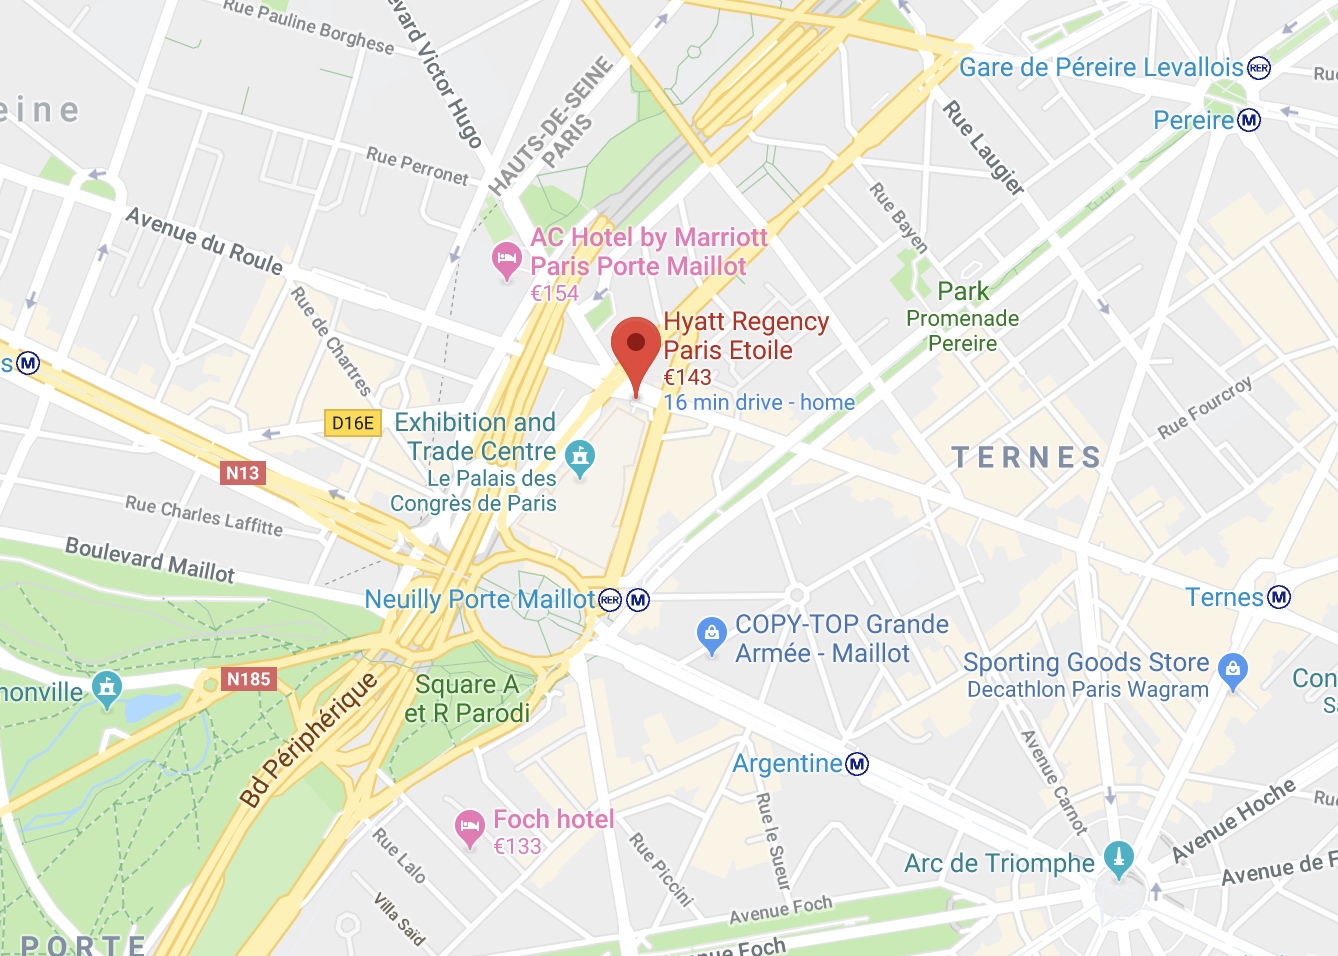 Rue Pauline Borghese
evard Victor Hugo
HAUTS-DE-SEINE
PARIS
Gare de Péreire Levallois RER
Rue
Pereire M
eine
Rue Perronet
Rue Laugier
Rue Bayen
Avenue du Roule
AC Hotel by Marriott
Paris Porte Maillot
€154
Park
Promenade
Pereire
Rue de Chartres
Hyatt Regency
Paris Etoile
€143
16 min drive - home
s M
Rue Fourcroy
D16E
Exhibition and
Trade Centre
Le Palais des
Congrès de Paris
TERNES
N13
Rue Charles Laffitte
Boulevard Maillot
Neuilly Porte Maillot RER M
Ternes M
COPY-TOP Grande
Armée - Maillot
Sporting Goods Store
Decathlon Paris Wagram
Con
Sa
nonville
N185
Square A
et R Parodi
Bd Périphérique
Argentine M
Avenue Carnot
Rue le Sueur
Avenue Hoche
Rue
Foch hotel
€133
Rue Lalo
Rue Piccini
Arc de Triomphe
Avenue de F
Villa Saïd
Avenue Foch
nue Foch
PORTE